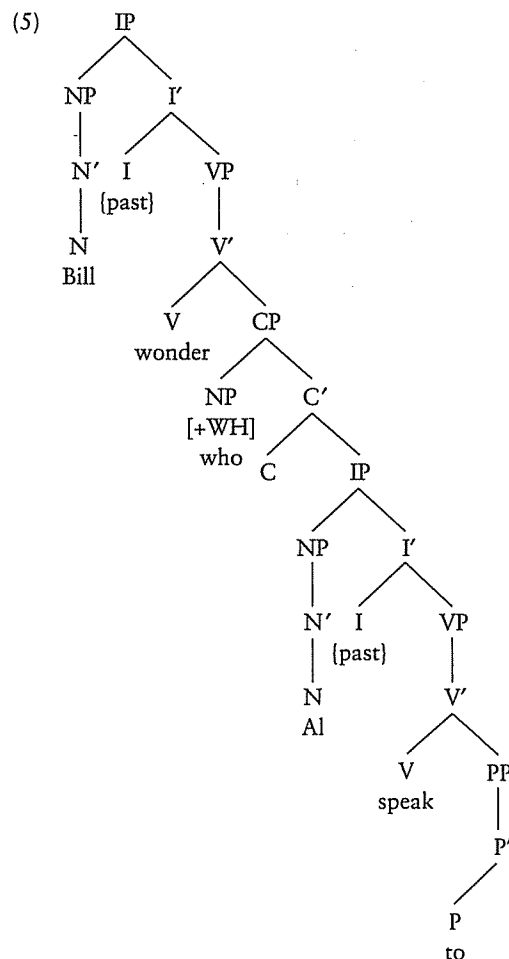 (5) IP
NP I′
N′ I VP
{past}
N V′
Bill
V CP
wonder
NP C′
[+WH]
who C IP
NP I′
N′ I VP
{past}
N V′
Al
V PP
speak
P′
P
to